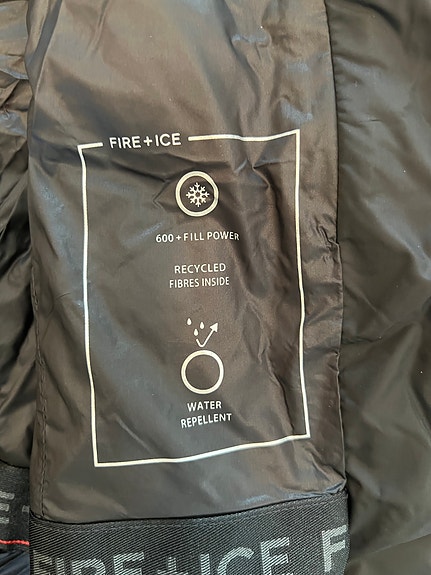 FIRE+ICE
600+FILL POWER
RECYCLED
FIBRES INSIDE
WATER
REPELLENT
E+
FIRE+ICE F